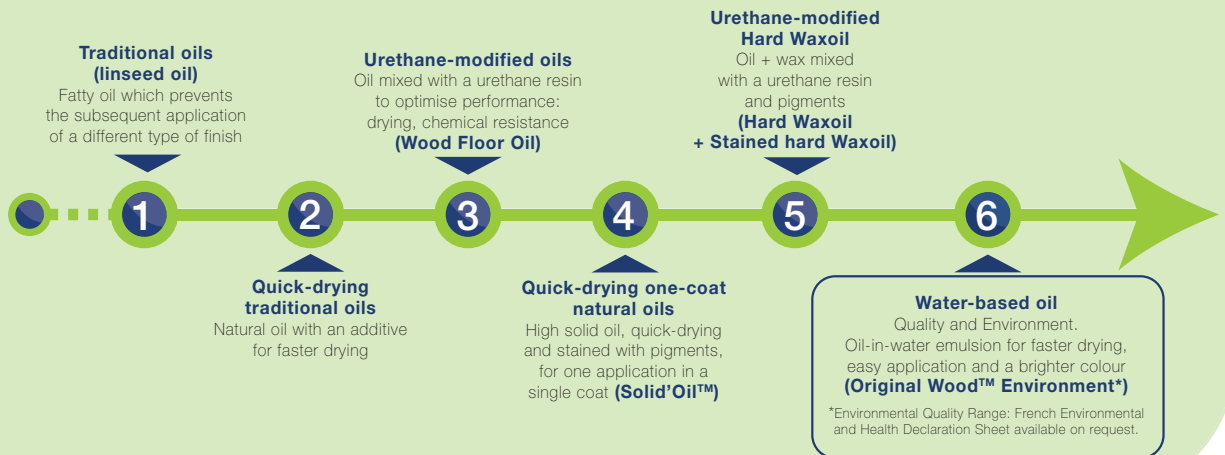 Traditional oils
(linseed oil)
Fatty oil which prevents
the subsequent application
of a different type of finish
1
Quick-drying
traditional oils
Natural oil with an additive
for faster drying
2
Urethane-modified oils
Oil mixed with a urethane resin
to optimise performance:
drying, chemical resistance
(Wood Floor Oil)
3
Quick-drying one-coat
natural oils
High solid oil, quick-drying
and stained with pigments,
for one application in a
single coat (Solid'Oil™)
4
Urethane-modified
Hard Waxoil
Oil + wax mixed
with a urethane resin
and pigments
(Hard Waxoil
+ Stained hard Waxoil)
5
6
Water-based oil
Quality and Environment.
Oil-in-water emulsion for faster drying,
easy application and a brighter colour
(Original Wood™ Environment*)
*Environmental Quality Range: French Environmental
and Health Declaration Sheet available on request.